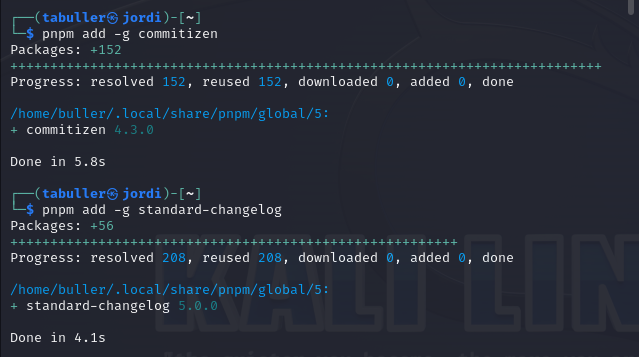 ┌──(tabuller㉿jordi)-[~]
└─$ pnpm add -g commitizen
Packages: +152
++++++++++++++++++++++++++++++++++++++++++++++++++++++++++++++++++++++++++
Progress: resolved 152, reused 152, downloaded 0, added 0, done
/home/buller/.local/share/pnpm/global/5:
+ commitizen 4.3.0
Done in 5.8s
┌──(tabuller㉿jordi)-[~]
└─$ pnpm add -g standard-changelog
Packages: +56
++++++++++++++++++++++++++++++++++++++++++++++++++++++++
Progress: resolved 208, reused 208, downloaded 0, added 0, done
/home/buller/.local/share/pnpm/global/5:
+ standard-changelog 5.0.0
KALI LIN
Done in 4.1s